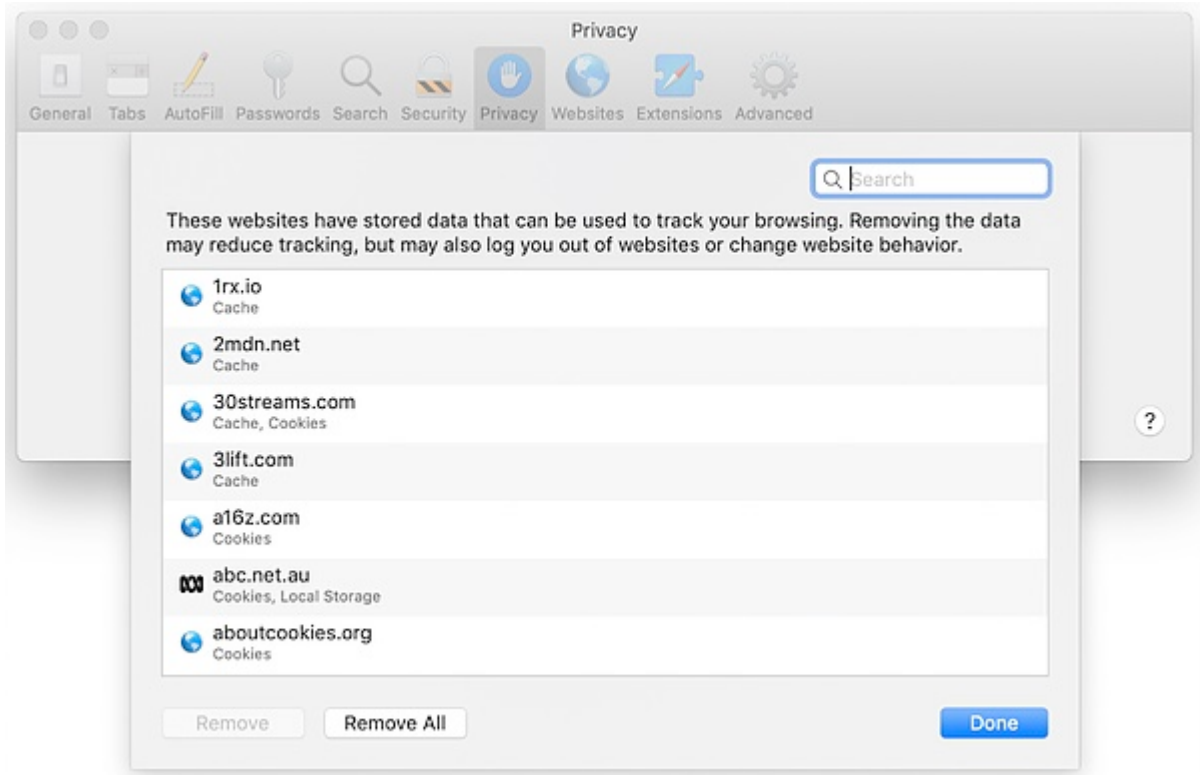 Privacy
General Tabs AutoFill Passwords Search Security Privacy Websites Extensions Advanced
Search
These websites have stored data that can be used to track your browsing. Removing the data
may reduce tracking, but may also log you out of websites or change website behavior.
1rx.io
Cache
2mdn.net
Cache
30streams.com
Cache, Cookies
3lift.com
Cache
a16z.com
Cookies
abc.net.au
Cookies, Local Storage
aboutcookies.org
Cookies
?
Remove Remove All Done